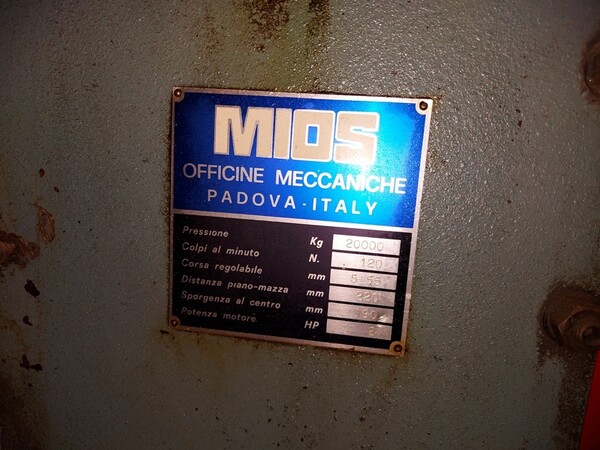 MIOS
OFFICINE MECCANICHE
PADOVA - ITALY
Pressione Kg 20000
Colpi al minuto N. 120
Corsa regolabile mm 5-55
Distanza piano-mazza mm
Sporgenza al centro mm
Potenza motore HP 2